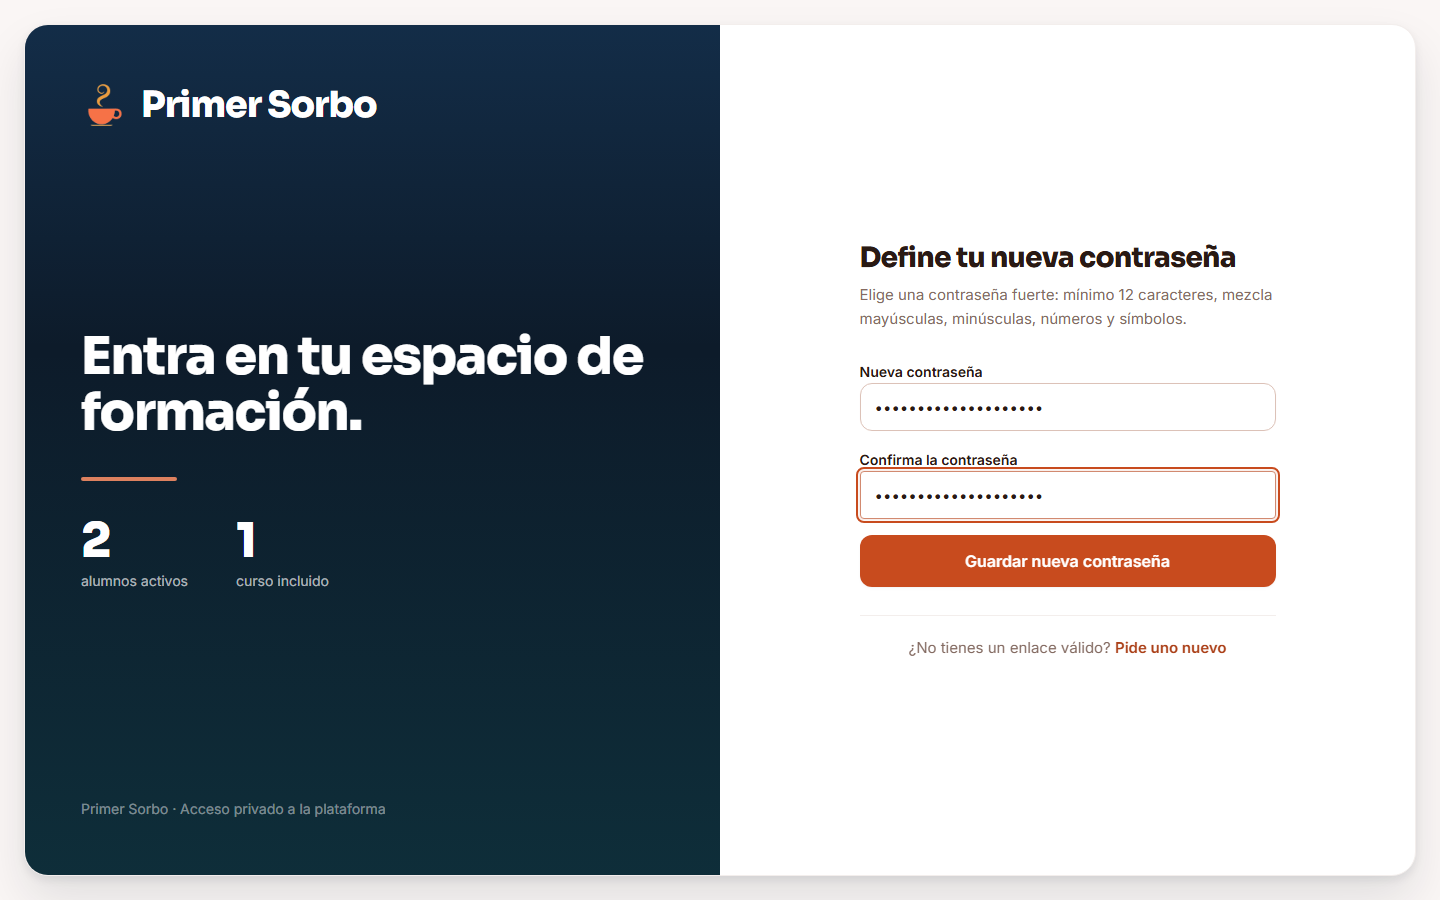 Primer Sorbo
Entra en tu espacio de
formación.
2
alumnos activos
1
curso incluido
Primer Sorbo · Acceso privado a la plataforma
Define tu nueva contraseña
Elige una contraseña fuerte: mínimo 12 caracteres, mezcla
mayúsculas, minúsculas, números y símbolos.
Nueva contraseña
••••••••••••••••••••
Confirma la contraseña
••••••••••••••••••••
Guardar nueva contraseña
¿No tienes un enlace válido? Pide uno nuevo